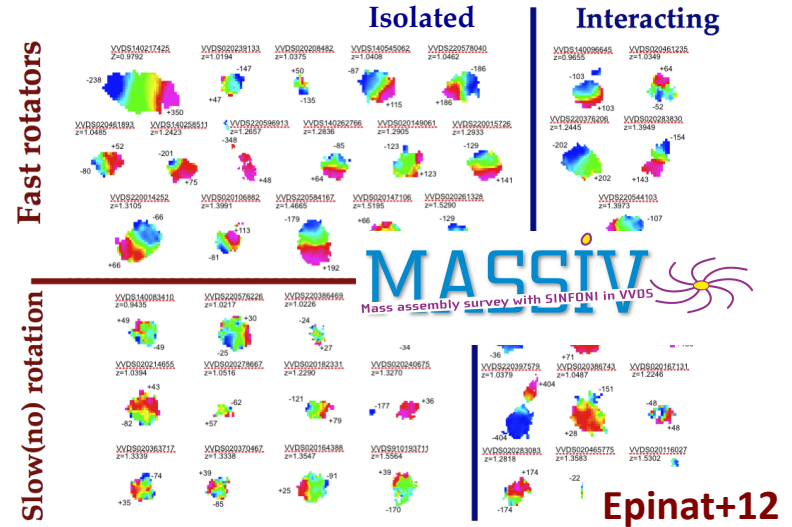 Isolated
Interacting
Fast rotators
VVDS140217425
Z=0.9792
-238
+350
VVDS020239133
z=1.0194
-147
+47
VVDS020208482
z=1.0375
+50
-135
VVDS140545062
z=1.0408
-87
+115
VVDS220578040
z=1.0462
-186
+186
VVDS140096645
z=0.9655
-103
+103
VVDS020461235
z=1.0349
+64
-52
VVDS020461893
z=1.0485
+52
-80
VVDS140258511
z=1.2423
-201
+75
VVDS220596913
z=1.2657
-348
+48
VVDS140262766
z=1.2836
-85
+64
VVDS020149061
z=1.2905
-123
+123
VVDS220015726
z=1.2933
-129
+141
VVDS220376206
z=1.2445
-202
+202
VVDS020283830
z=1.3949
-154
+143
VVDS220014252
z=1.3105
-66
+66
VVDS020106882
z=1.3991
+113
-81
VVDS220584167
z=1.4665
-179
+192
VVDS020147106
z=1.5195
+66
VVDS020261328
z=1.5290
-129
VVDS220544103
z=1.3973
-107
MASSIV
Mass assembly survey with SINFONI in VVDS
Slow(no) rotation
VVDS140083410
z=0.9435
+49
-49
VVDS220576226
z=1.0217
+30
-25
VVDS220386469
z=1.0226
-24
+27
-34
-36
+71
VVDS020214655
z=1.0394
+43
-82
VVDS020278667
z=1.0516
-62
+57
VVDS020182331
z=1.2290
-121
+79
VVDS020240675
z=1.3270
-177
+36
VVDS220397579
z=1.0379
+404
-404
VVDS020386743
z=1.0487
-151
+28
VVDS020167131
z=1.2246
-48
+48
VVDS020363717
z=1.3339
-74
+35
VVDS020370467
z=1.3338
+39
-85
VVDS020164388
z=1.3547
-91
+25
VVDS910193711
z=1.5564
+39
-170
VVDS020283083
z=1.2818
+174
-174
VVDS020465775
z=1.3583
-22
VVDS020116027
z=1.5302
Epinat+12